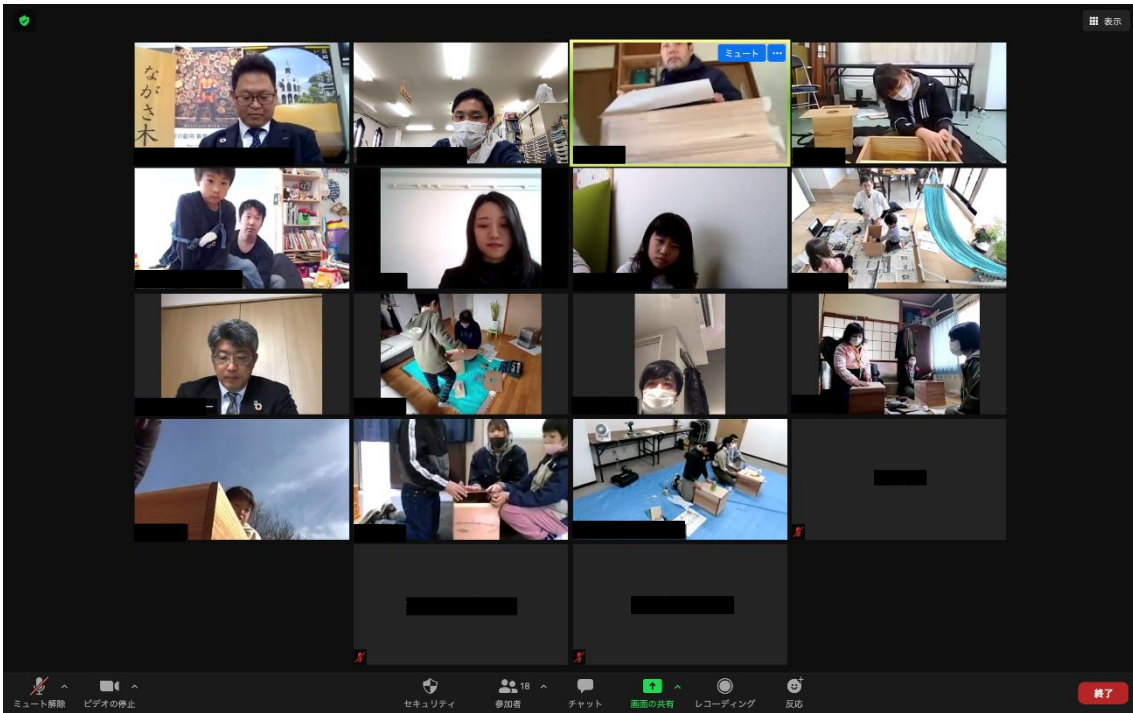 表示
ながさ木
ミュート
ミュート解除
ビデオの停止
セキュリティ
18
参加者
チャット
画面の共有
レコーディング
反応
終了